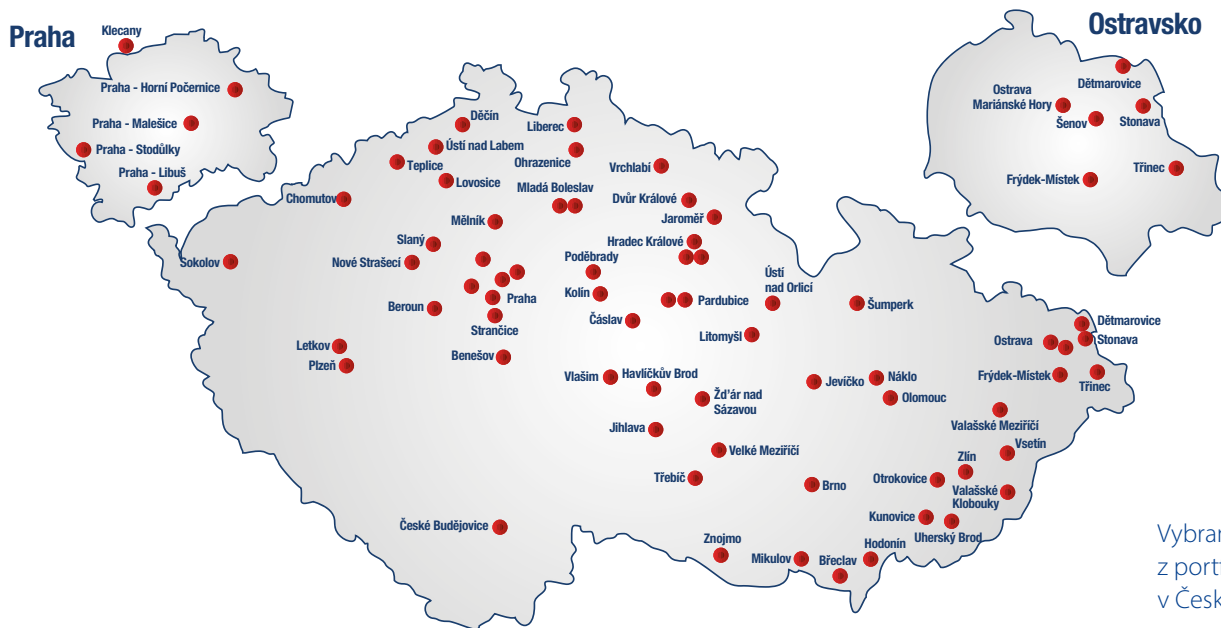 Praha
Klecany
Praha - Horní Počernice
Praha - Malešice
Praha - Stodůlky
Praha - Libuš
Ostravsko
Dětmarovice
Ostrava
Mariánské Hory
Šenov
Stonava
Třinec
Frýdek-Místek
Děčín
Liberec
Ústí nad Labem
Ohrazenice
Teplice
Vrchlabí
Lovosice
Mladá Boleslav
Chomutov
Dvůr Králové
Mělník
Jaroměř
Slaný
Hradec Králové
Sokolov
Nové Strašecí
Poděbrady
Ústí
nad Orlicí
Kolín
Praha
Pardubice
Šumperk
Beroun
Strančice
Čáslav
Litomyšl
Dětmarovice
Ostrava
Stonava
Letkov
Benešov
Plzeň
Vlašim
Havlíčkův Brod
Jevíčko
Náklo
Frýdek-Místek
Třinec
Žd'ár nad
Sázavou
Olomouc
Jihlava
Valašské Meziříčí
Velké Meziříčí
Vsetín
Zlín
Třebíč
Brno
Otrokovice
Valašské
Klobouky
Kunovice
České Budějovice
Uherský Brod
Znojmo
Hodonín
Mikulov
Břeclav
z
v